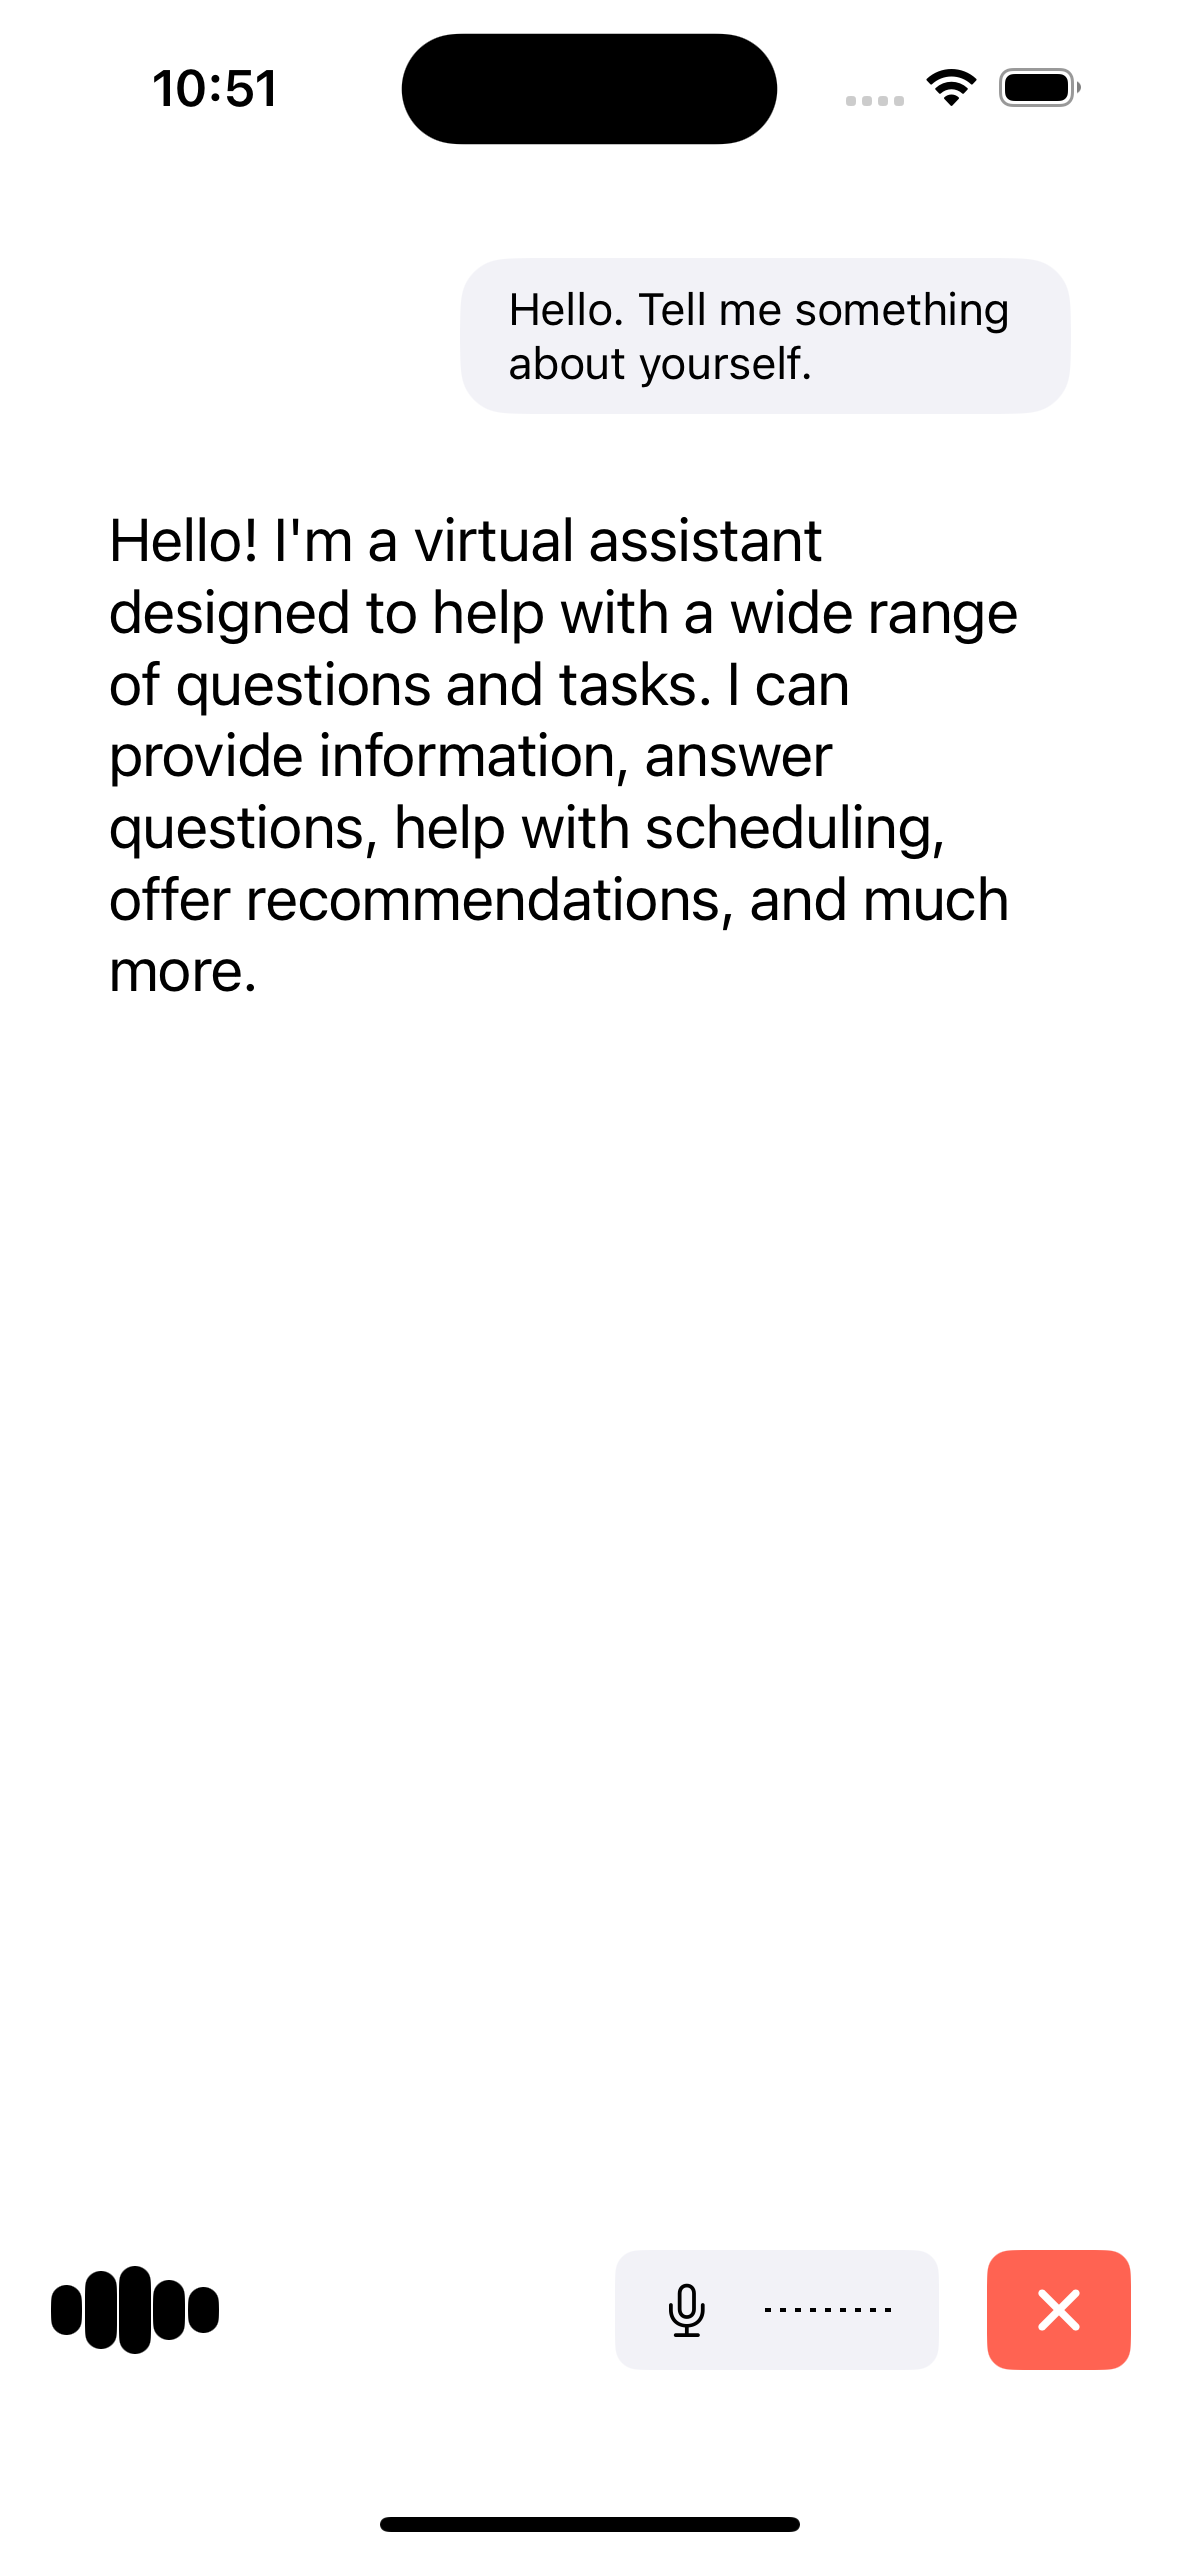 10:51
Hello. Tell me something
about yourself.
Hello! I'm a virtual assistant
designed to help with a wide range
of questions and tasks. I can
provide information, answer
questions, help with scheduling,
offer recommendations, and much
more.